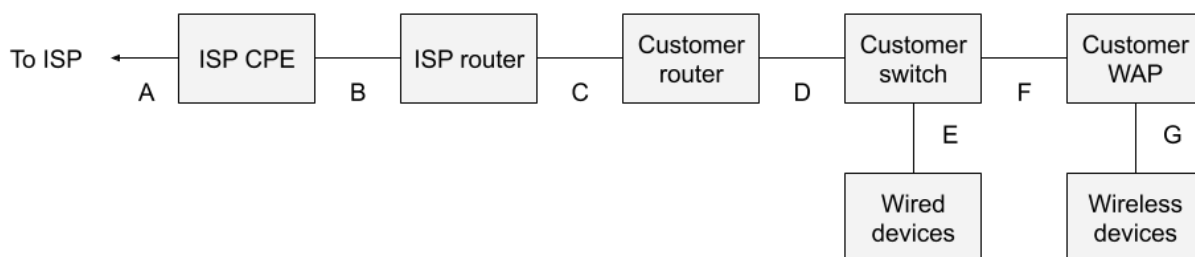 To ISP
A
ISP CPE
B
ISP router
C
Customer
router
D
Customer
switch
F
Customer
WAP
E
G
Wired
devices
Wireless
devices